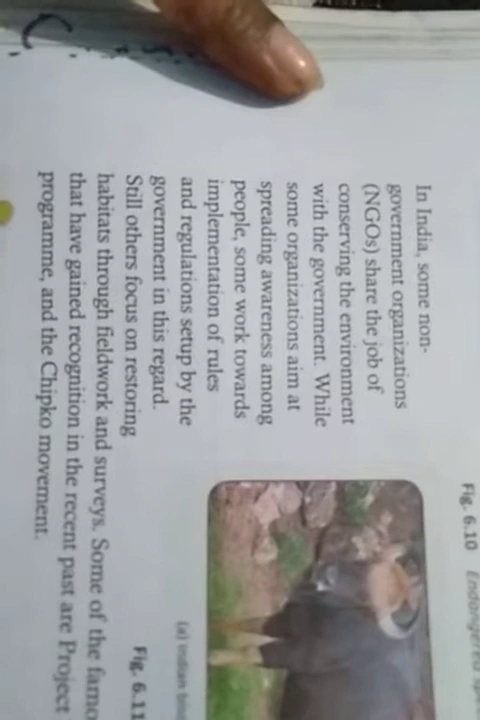 Fig. 6.10 Endangered
In India, some non-
government organizations
(NGOs) share the job of
conserving the environment
with the government. While
some organizations aim at
spreading awareness among
people, some work towards
implementation of rules
and regulations setup by the
government in this regard.
Still others focus on restoring
habitats through fieldwork and surveys. Some of the
that have gained recognition in the recent past are Project
programme, and the Chipko movement.
(a) Indian
Fig. 6.11